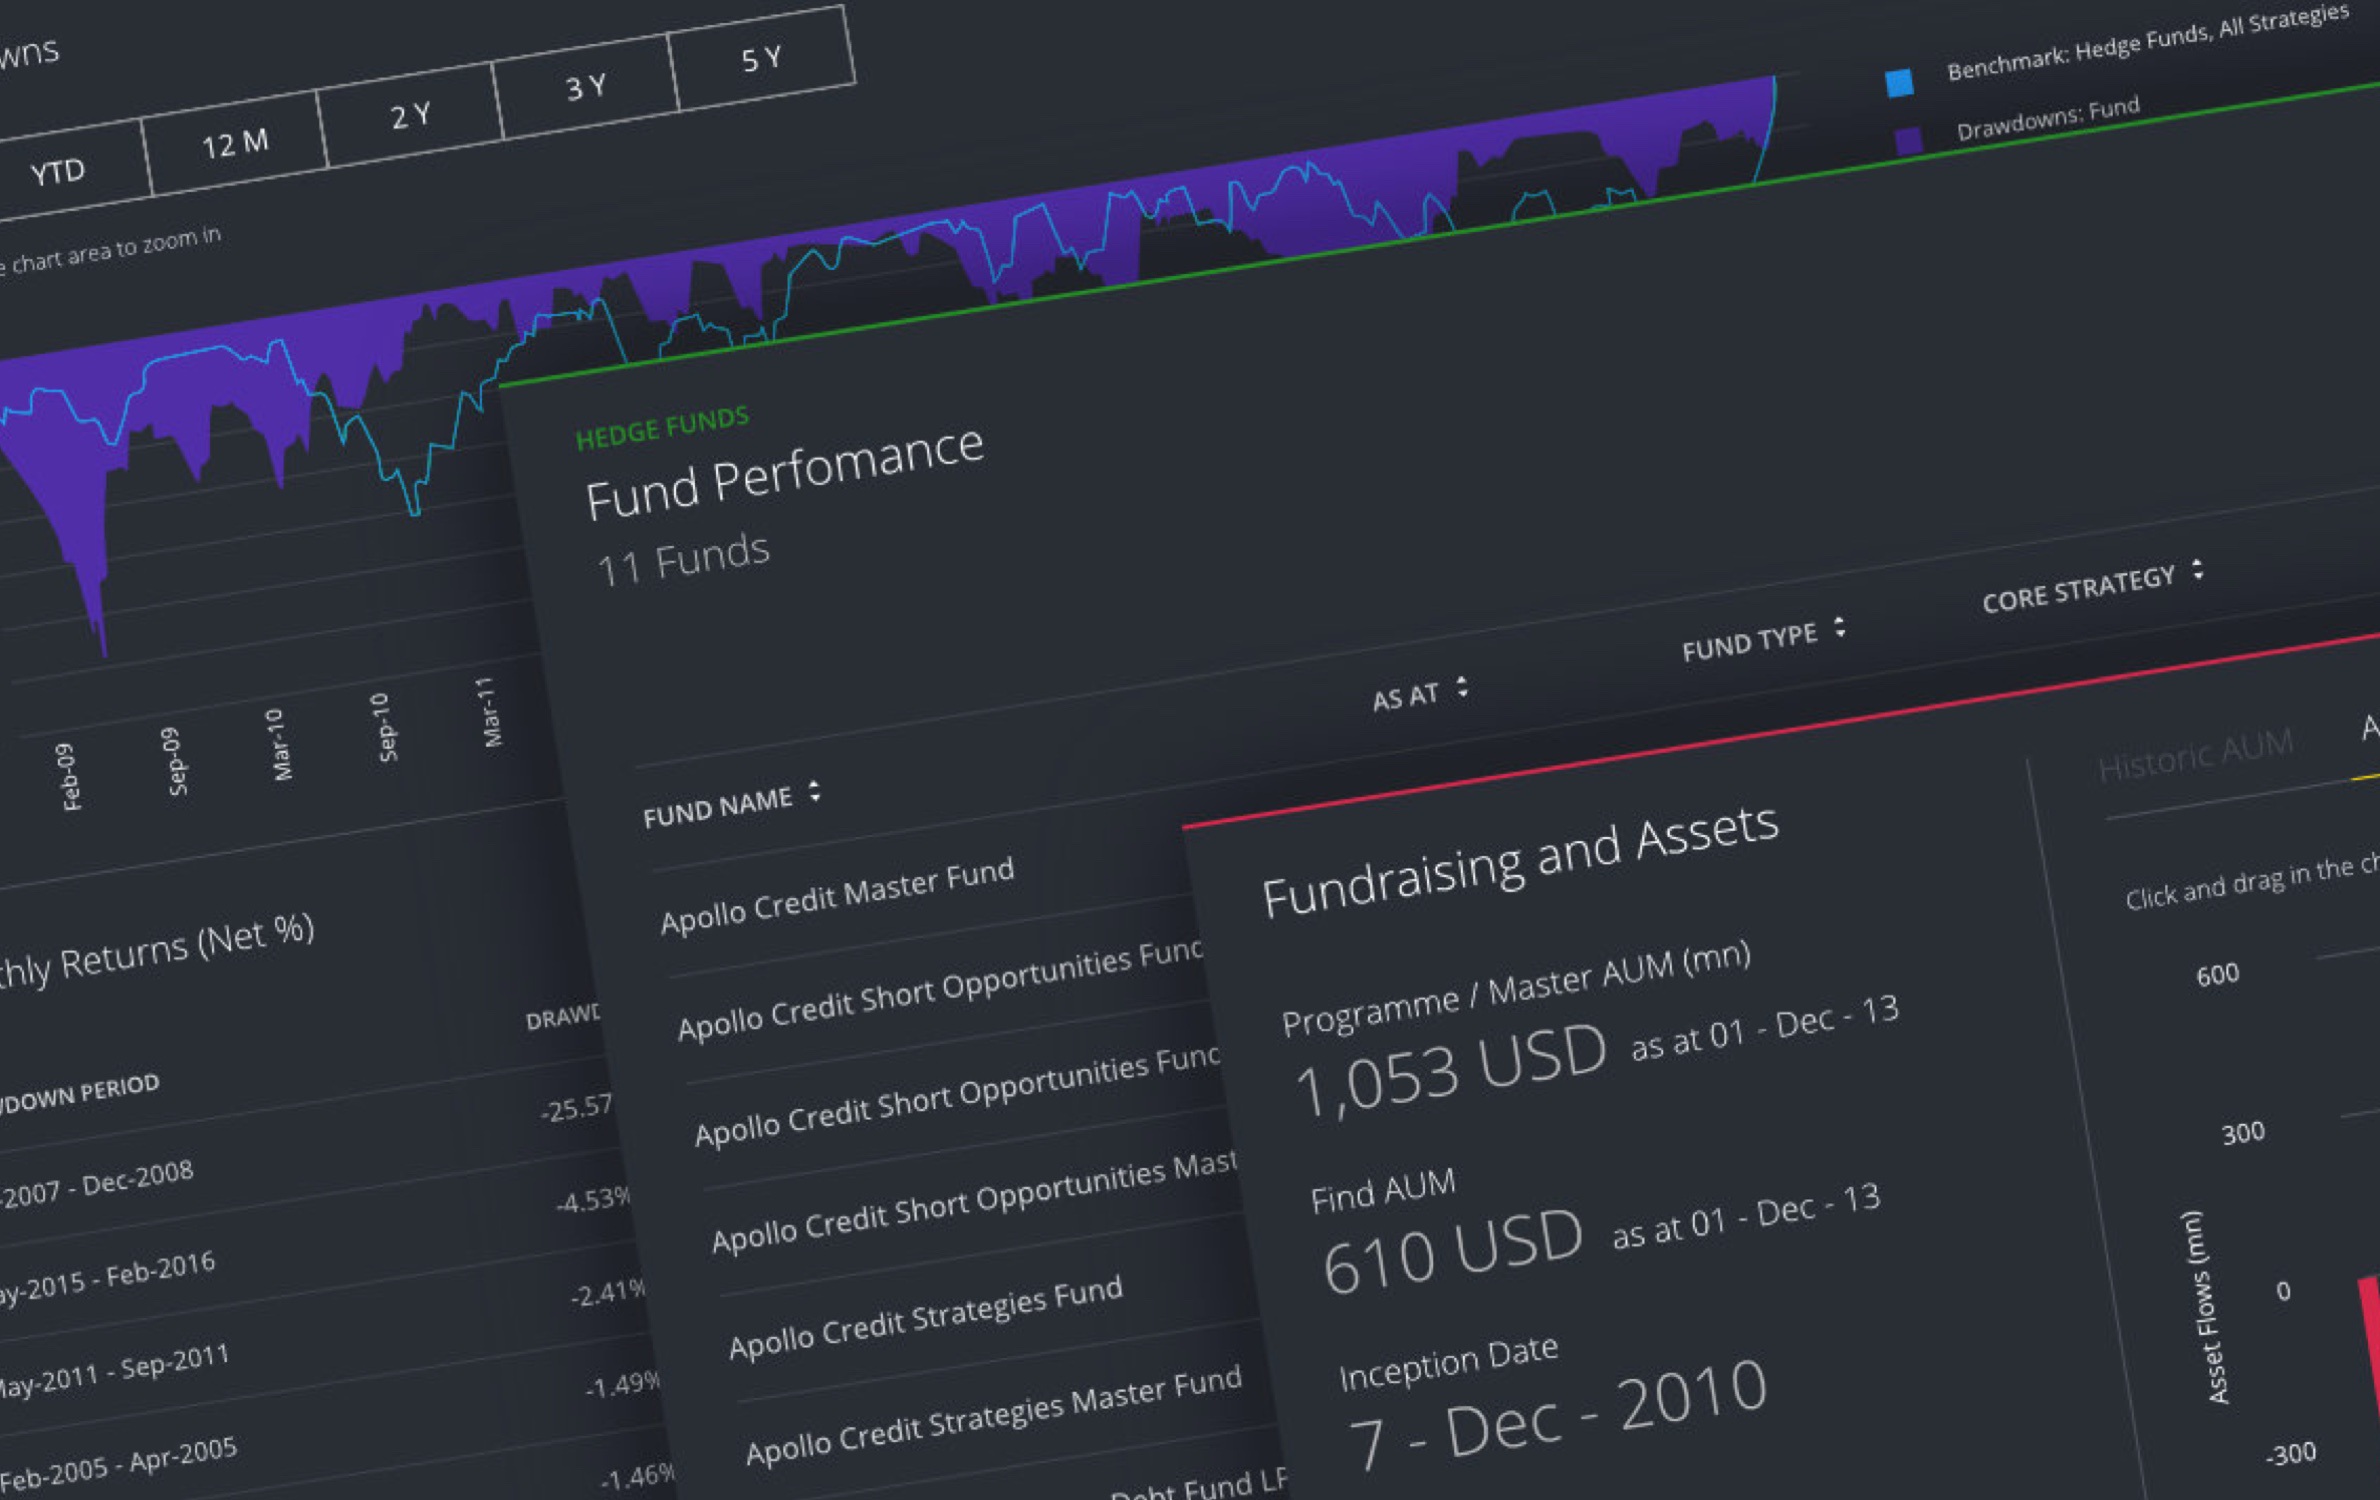 wns
YTD
12 M
2 Y
3 Y
5 Y
Benchmark: Hedge Funds, All Strategies
Drawdowns: Fund
e chart area to zoom in
Feb-09
Sep-09
Mar-10
Sep-10
Mar-11
thly Returns (Net %)
DRAWD
DOWN PERIOD
-2007 - Dec-2008
-25.57
ay-2015 - Feb-2016
-4.53%
May-2011 - Sep-2011
-2.41%
Feb-2005 - Apr-2005
-1.49%
-1.46%
HEDGE FUNDS
Fund Perfomance
11 Funds
FUND NAME
AS AT
FUND TYPE
CORE STRATEGY
Apollo Credit Master Fund
Apollo Credit Short Opportunities Fund
Apollo Credit Short Opportunities Fund
Apollo Credit Short Opportunities Mast
Apollo Credit Strategies Fund
Apollo Credit Strategies Master Fund
Debt Fund LP
Fundraising and Assets
Programme / Master AUM (mn)
1,053 USD as at 01 - Dec - 13
Find AUM
610 USD as at 01 - Dec - 13
Inception Date
7 - Dec - 2010
Historic AUM
A
Click and drag in the ch
600
300
0
-300
Asset Flows (mn)